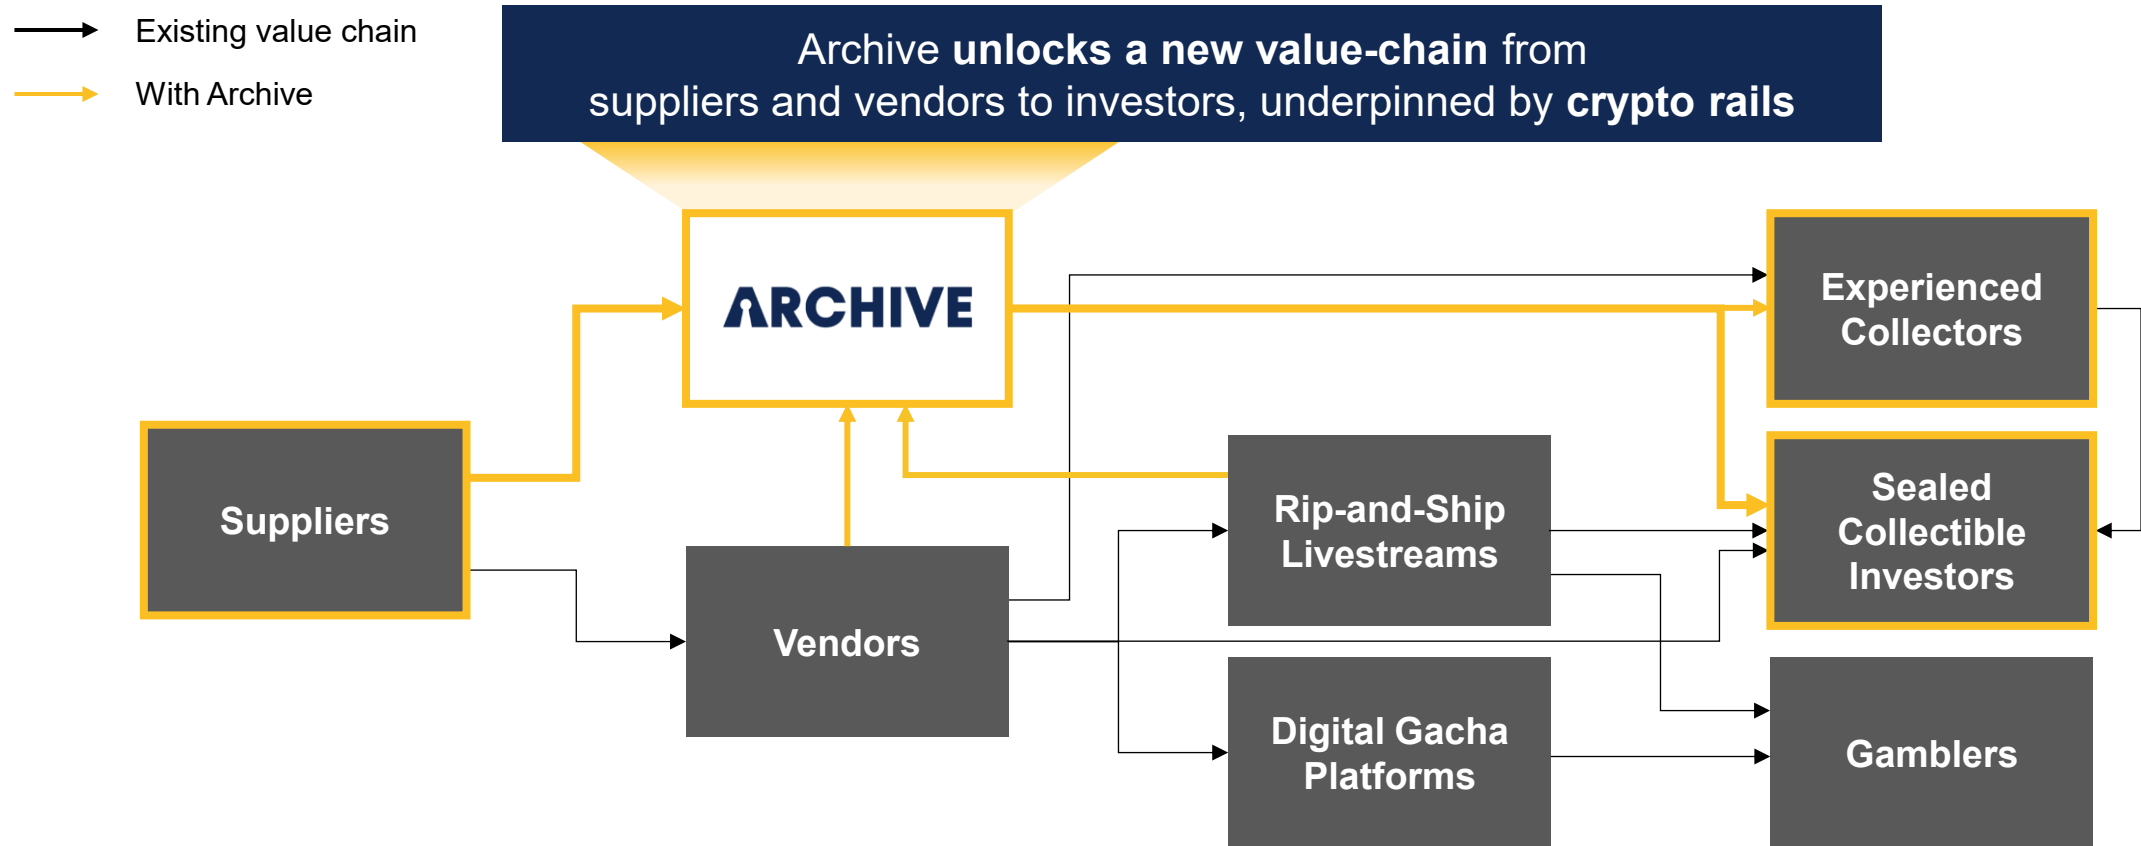 Existing value chain
With Archive
Archive unlocks a new value-chain from
suppliers and vendors to investors, underpinned by crypto rails
ARCHIVE
Experienced
Collectors
Suppliers
Rip-and-Ship
Livestreams
Sealed
Collectible
Investors
Vendors
Digital Gacha
Platforms
Gamblers